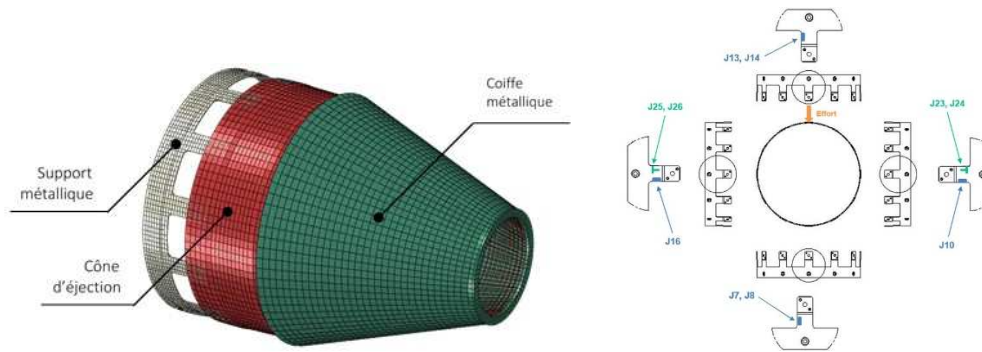 Coiffe
métallique
Support
métallique
Cône
d'éjection
J13, J14
Effort
J25, J26
J23, J24
J16
J10
J7, J8